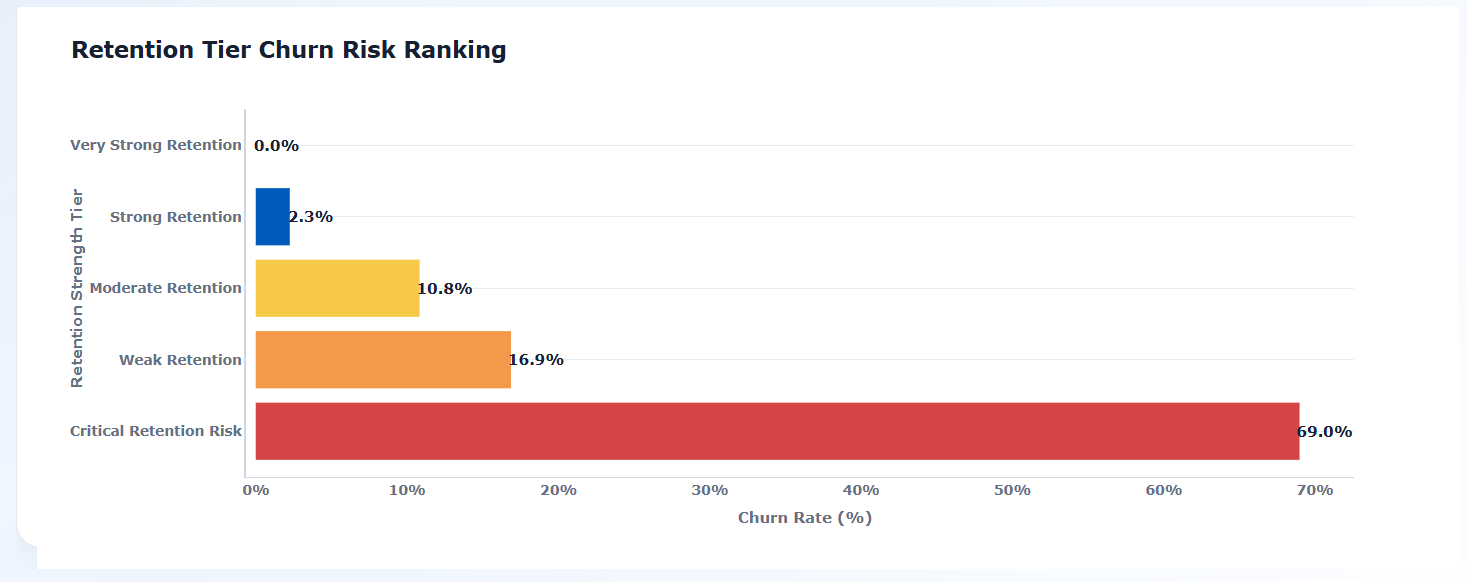 Retention Tier Churn Risk Ranking
Retention Strength Tier
Very Strong Retention 0.0%
Strong Retention 2.3%
Moderate Retention 10.8%
Weak Retention 16.9%
Critical Retention Risk 69.0%
0% 10% 20% 30% 40% 50% 60% 70%
Churn Rate (%)